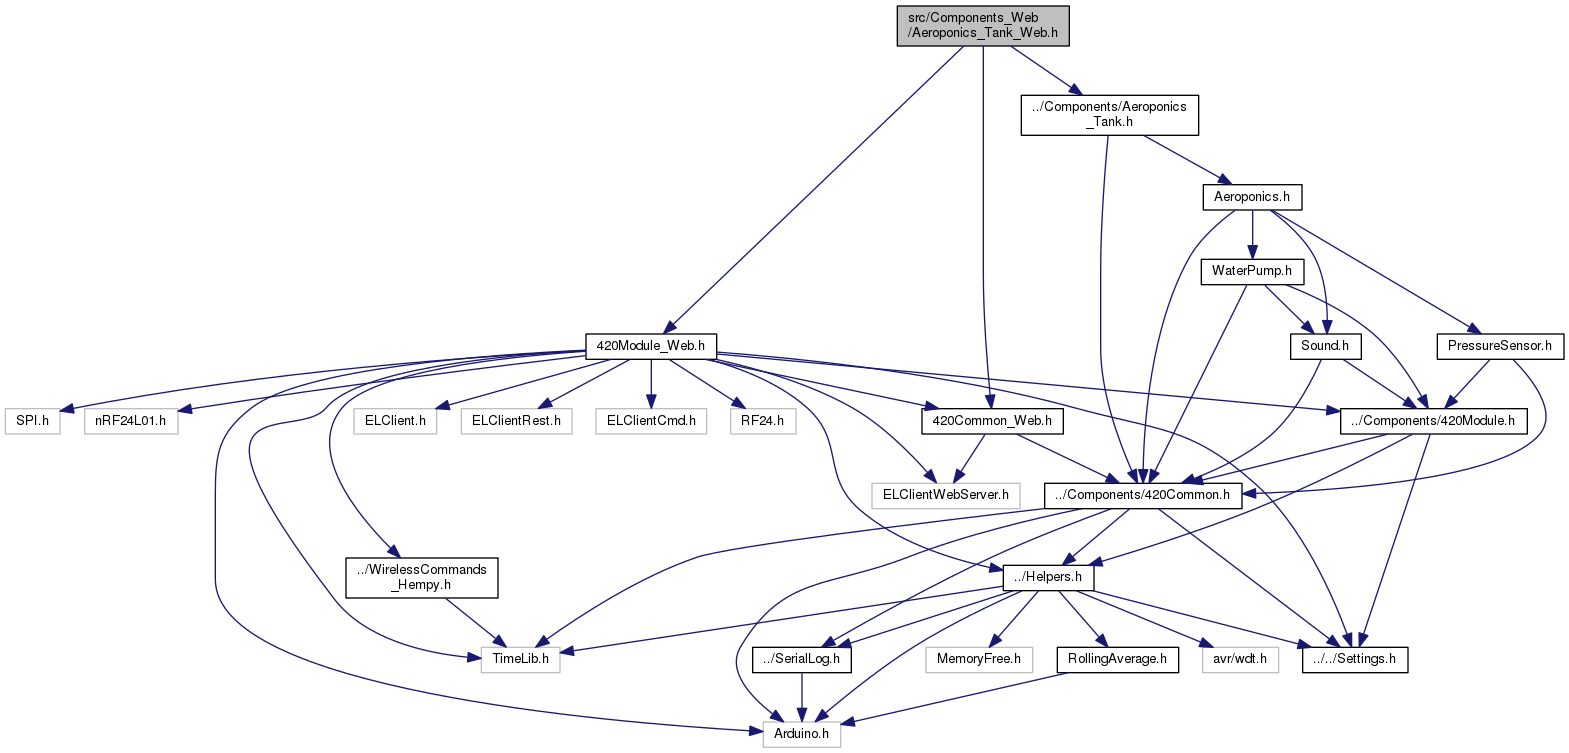 src/Components_Web
/Aeroponics_Tank_Web.h
../Components/Aeroponics
_Tank.h
Aeroponics.h
WaterPump.h
420Module_Web.h
Sound.h
PressureSensor.h
SPI.h
nRF24L01.h
ELClient.h
ELClientRest.h
ELClientCmd.h
RF24.h
420Common_Web.h
../Components/420Module.h
ELClientWebServer.h
../Components/420Common.h
../WirelessCommands
_Hempy.h
../Helpers.h
TimeLib.h
../SerialLog.h
MemoryFree.h
RollingAverage.h
avr/wdt.h
../../Settings.h
Arduino.h